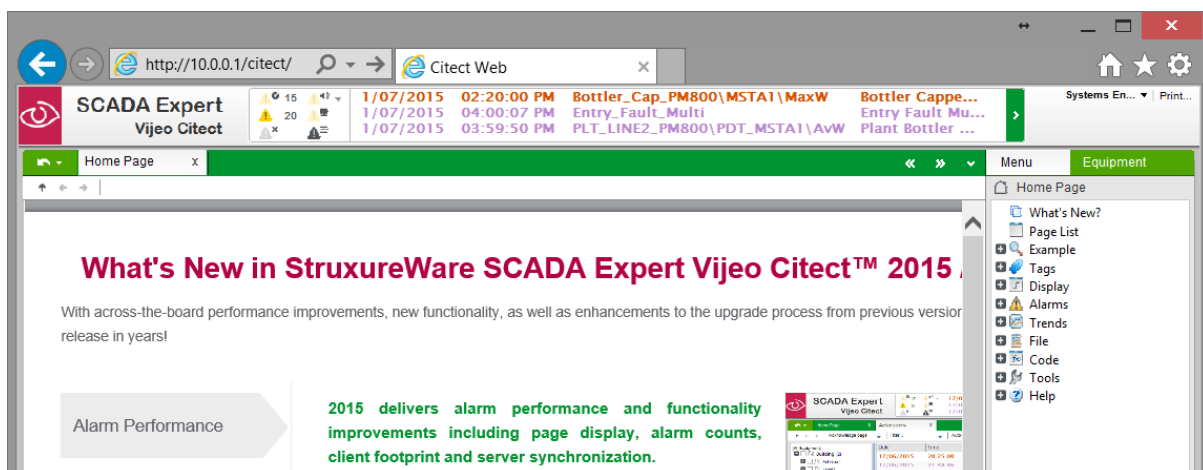 http://10.0.0.1/citect/
Citect Web
SCADA Expert
Vijeo Citect
15
20
1/07/2015 02:20:00 PM Bottler_Cap_PM800\MSTA1\MaxW Bottler Cappe...
1/07/2015 04:00:07 PM Entry_Fault_Multi Entry Fault Mu...
1/07/2015 03:59:50 PM PLT_LINE2_PM800\PDT_MSTA1\AvW Plant Bottler ...
Systems En... Print...
Home Page x
Menu Equipment
Home Page
What's New?
Page List
Example
Tags
Display
Alarms
Trends
File
Code
Tools
Help
What's New in StruxureWare SCADA Expert Vijeo Citect™ 2015
With across-the-board performance improvements, new functionality, as well as enhancements to the upgrade process from previous version
release in years!
Alarm Performance
2015 delivers alarm performance and functionality
improvements including page display, alarm counts,
client footprint and server synchronization.
SCADA Expert
Vijeo Citect